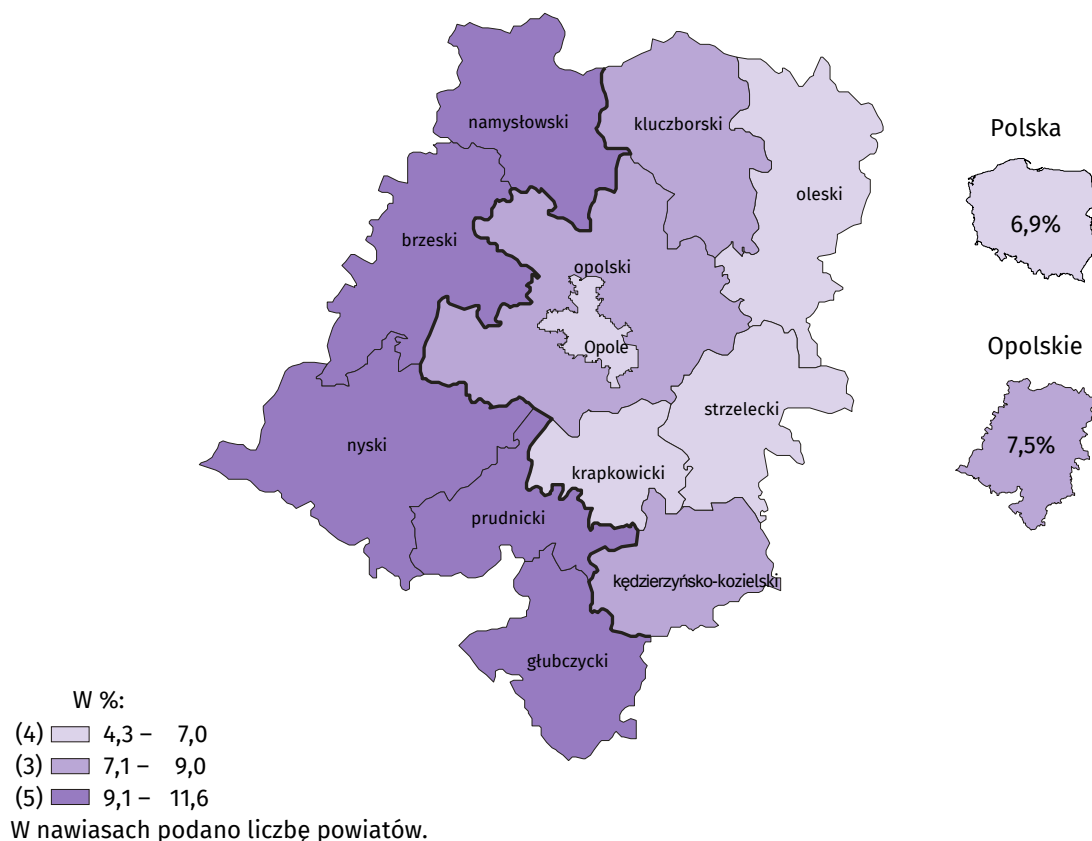 namysłowski
kluczborski
Polska
oleski
6,9%
brzeski
opolski
Opole
Opolskie
strzelecki
nyski
7,5%
krapkowicki
prudnicki
kędzierzyńsko-kozielski
głubczycki
W %:
(4) 4,3 – 7,0
(3) 7,1 – 9,0
(5) 9,1 – 11,6
W nawiasach podano liczbę powiatów.